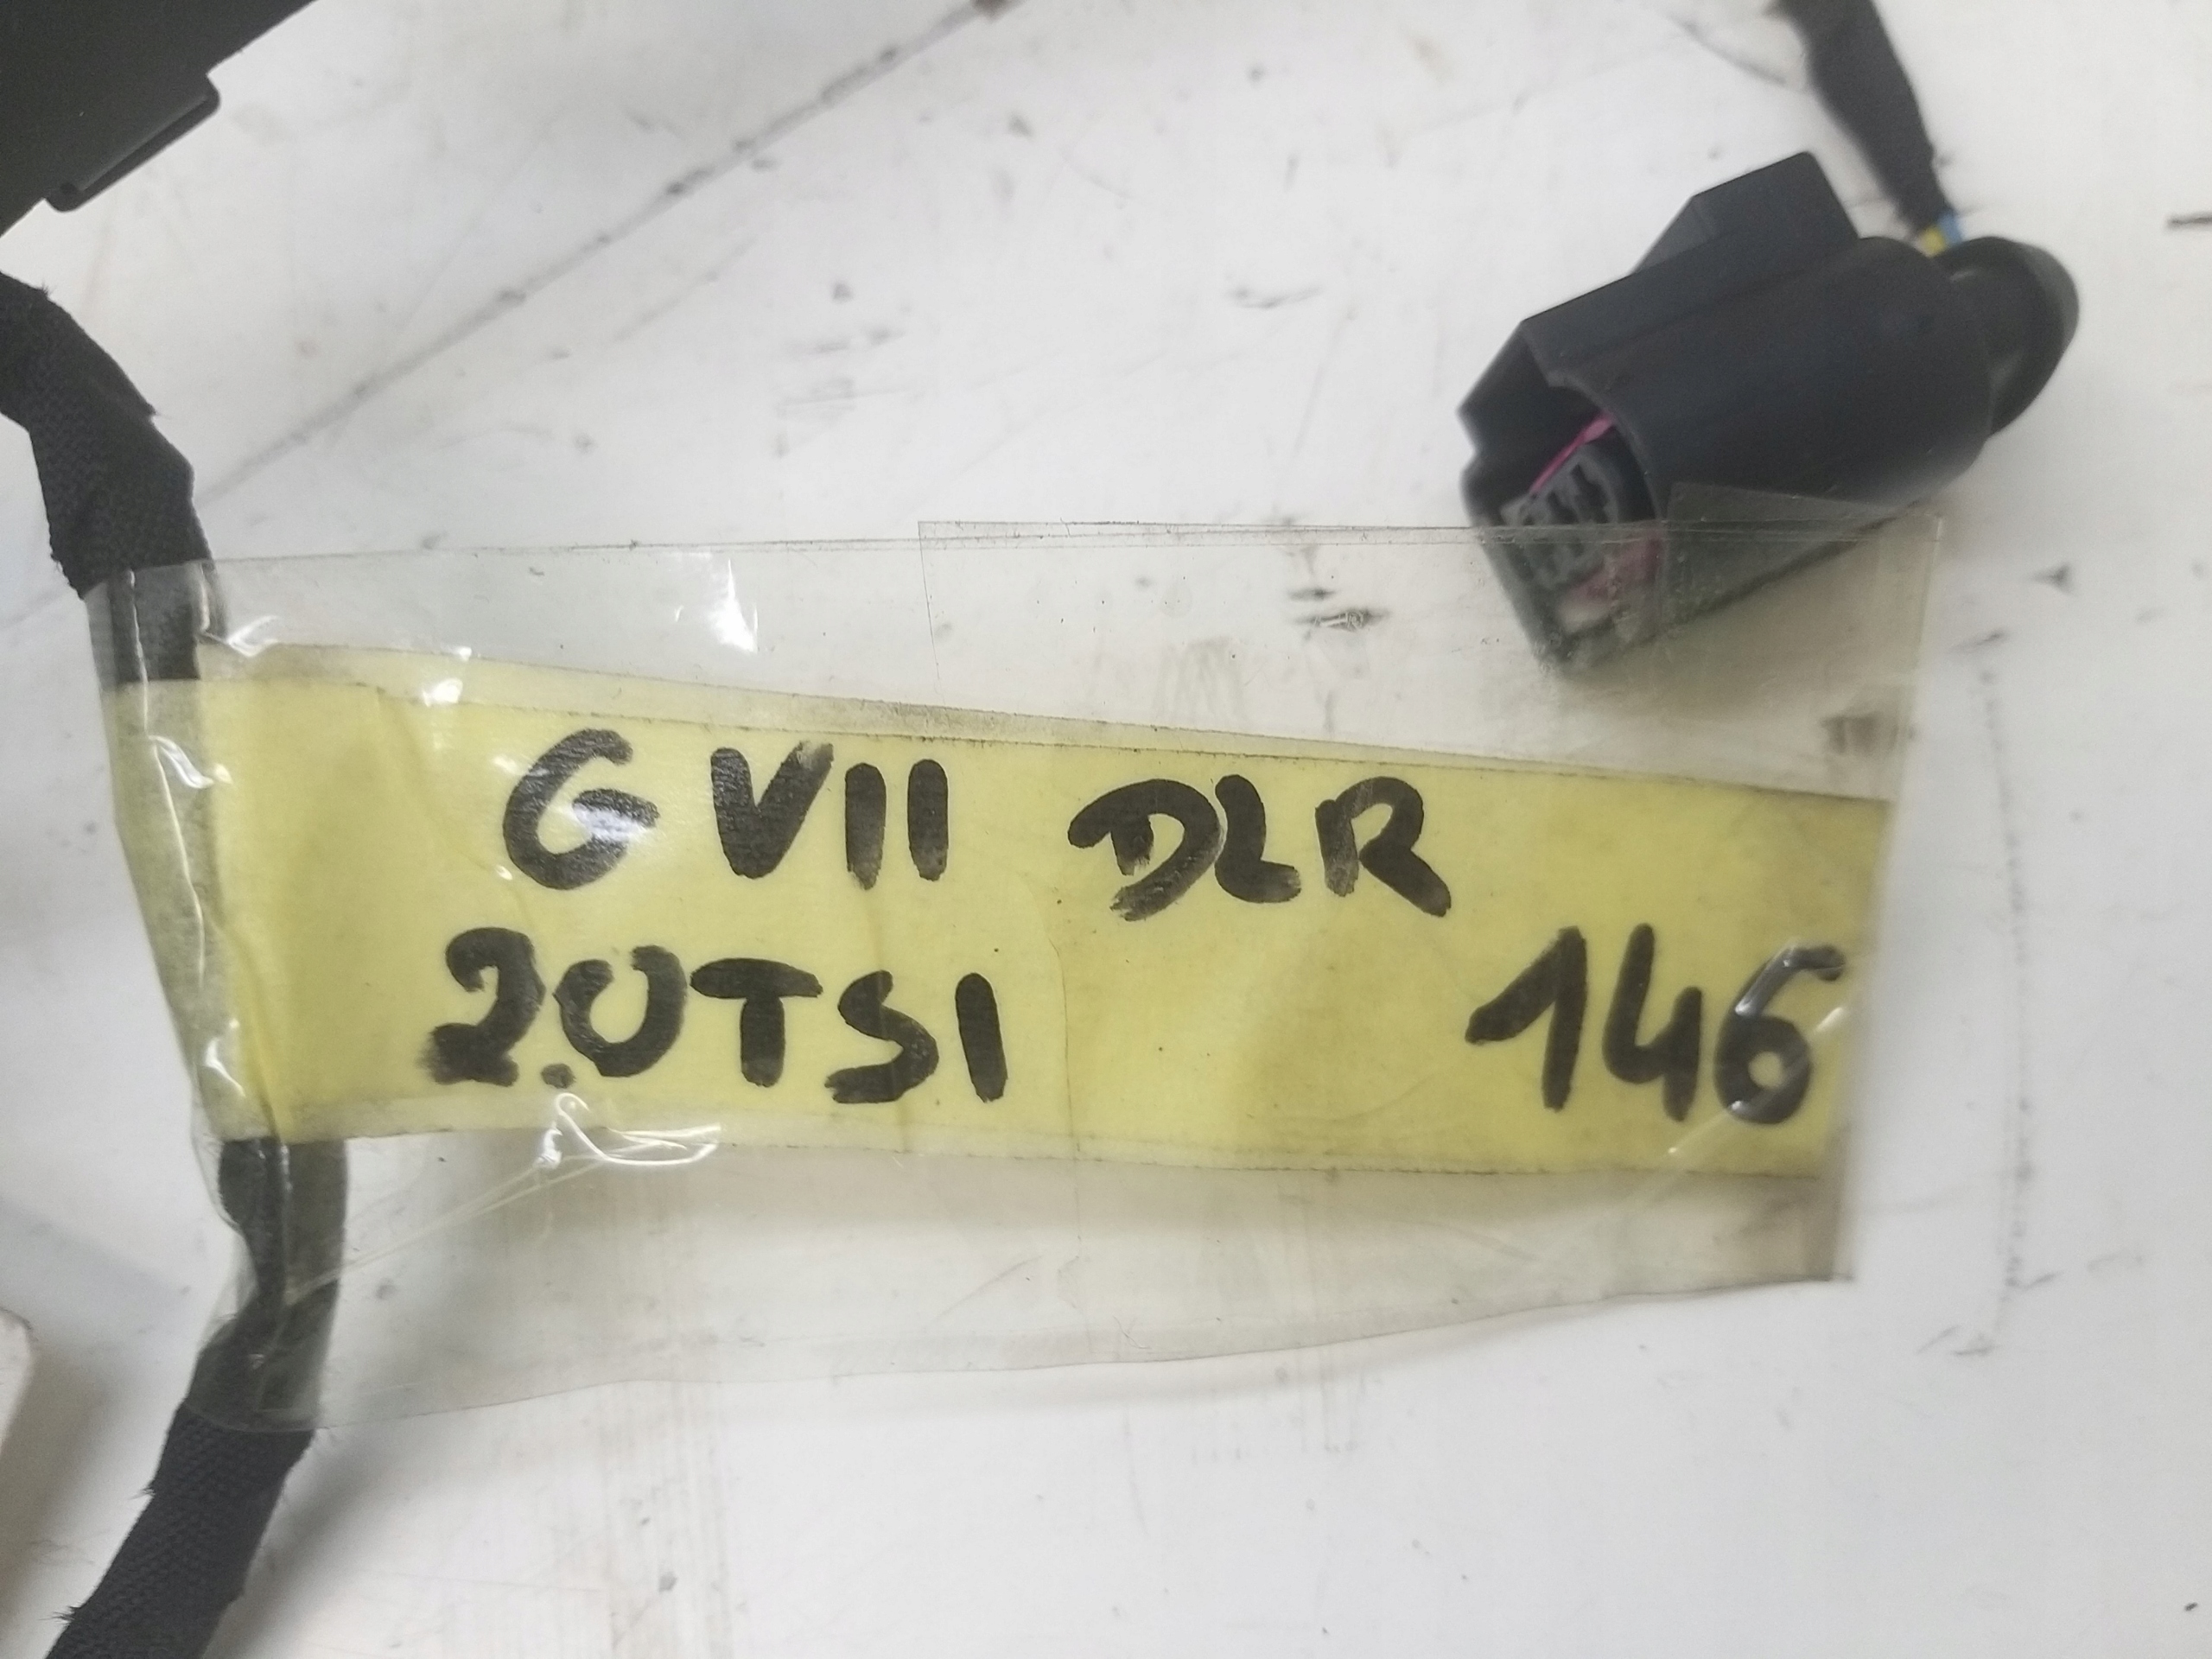 G VII DLR
2.0TSI 146